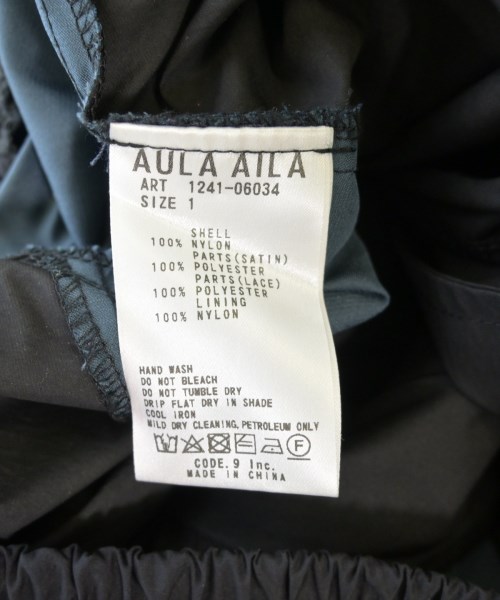 AULA AILA
ART 1241-06034
SIZE 1
SHELL
100% NYLON
PARTS(SATIN)
100% POLYESTER
PARTS(LACE)
100% POLYESTER
LINING
100% NYLON
HAND WASH
DO NOT BLEACH
DO NOT TUMBLE DRY
DRIP FLAT DRY IN SHADE
COOL IRON
MILD DRY CLEANING, PETROLEUM ONLY
F
CODE.9 Inc.
MADE IN CHINA